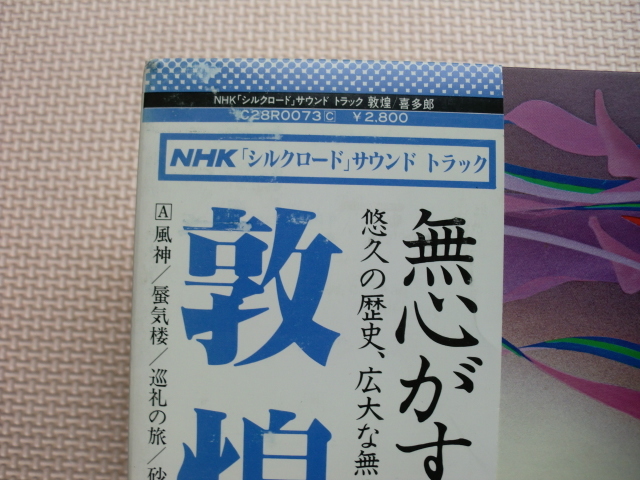 NHK「シルクロード」サウンド トラック 敦煌/喜多郎
C28R0073 C ¥2,800
NHK「シルクロード」サウンド トラック
無心がす
悠久の歴史、広大な無
敦煌
A 風神/蜃気楼/巡礼の旅/砂